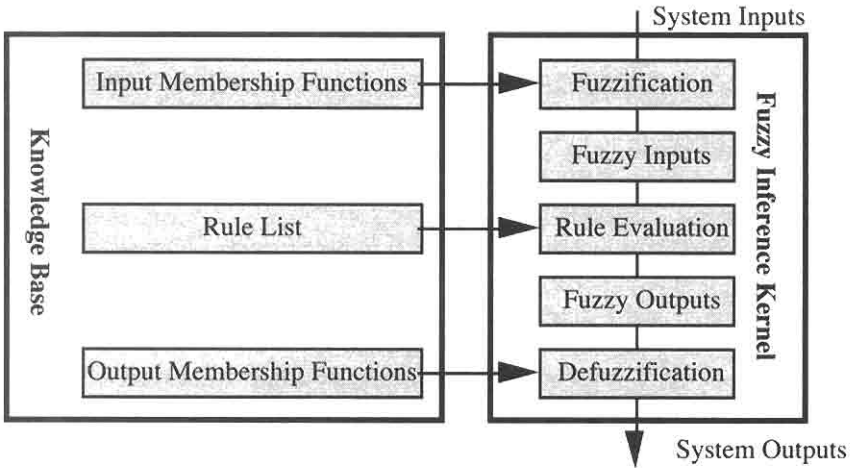 System Inputs
Input Membership Functions
Fuzzification
Fuzzy Inputs
Knowledge Base
Rule List
Rule Evaluation
Fuzzy Inference Kernel
Fuzzy Outputs
Output Membership Functions
Defuzzification
System Outputs